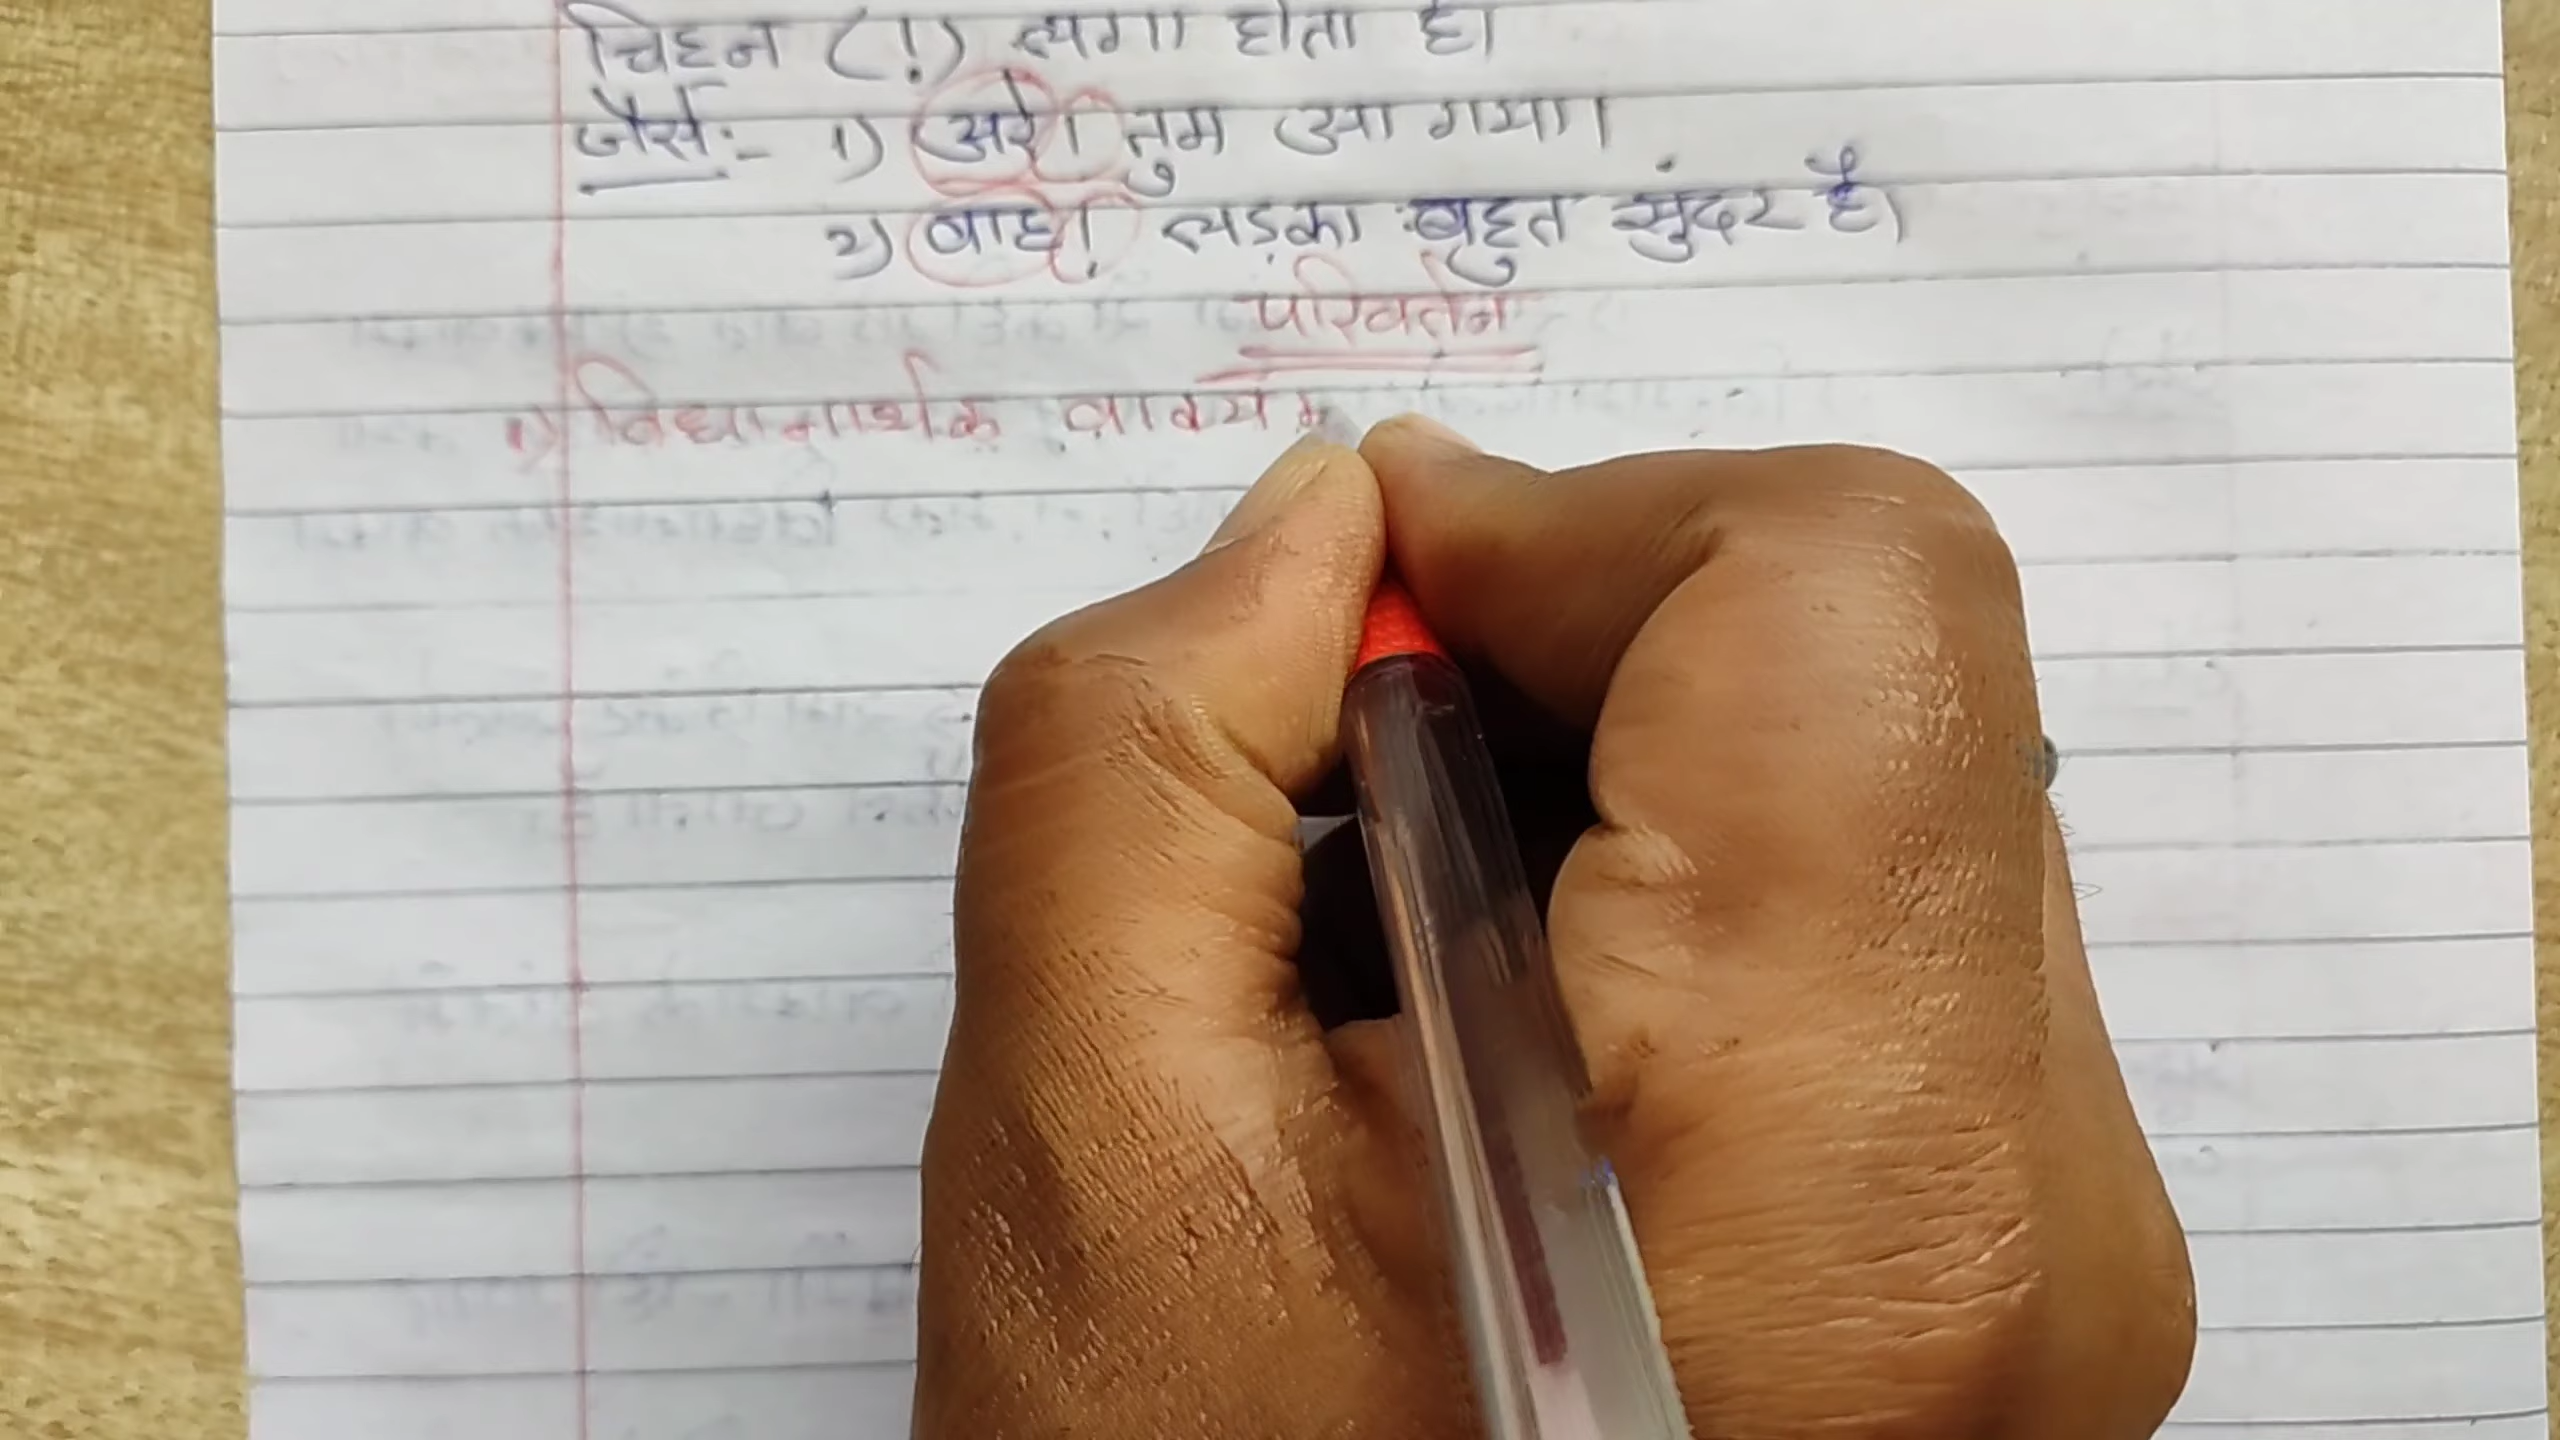 चिह्न (!) लगा होता है।
जैसे:- 1) अरे! तुम आ गया।
2) वाह! लड़का बहुत सुंदर है।
परिवर्तन
1) विधानार्थक वाक्य